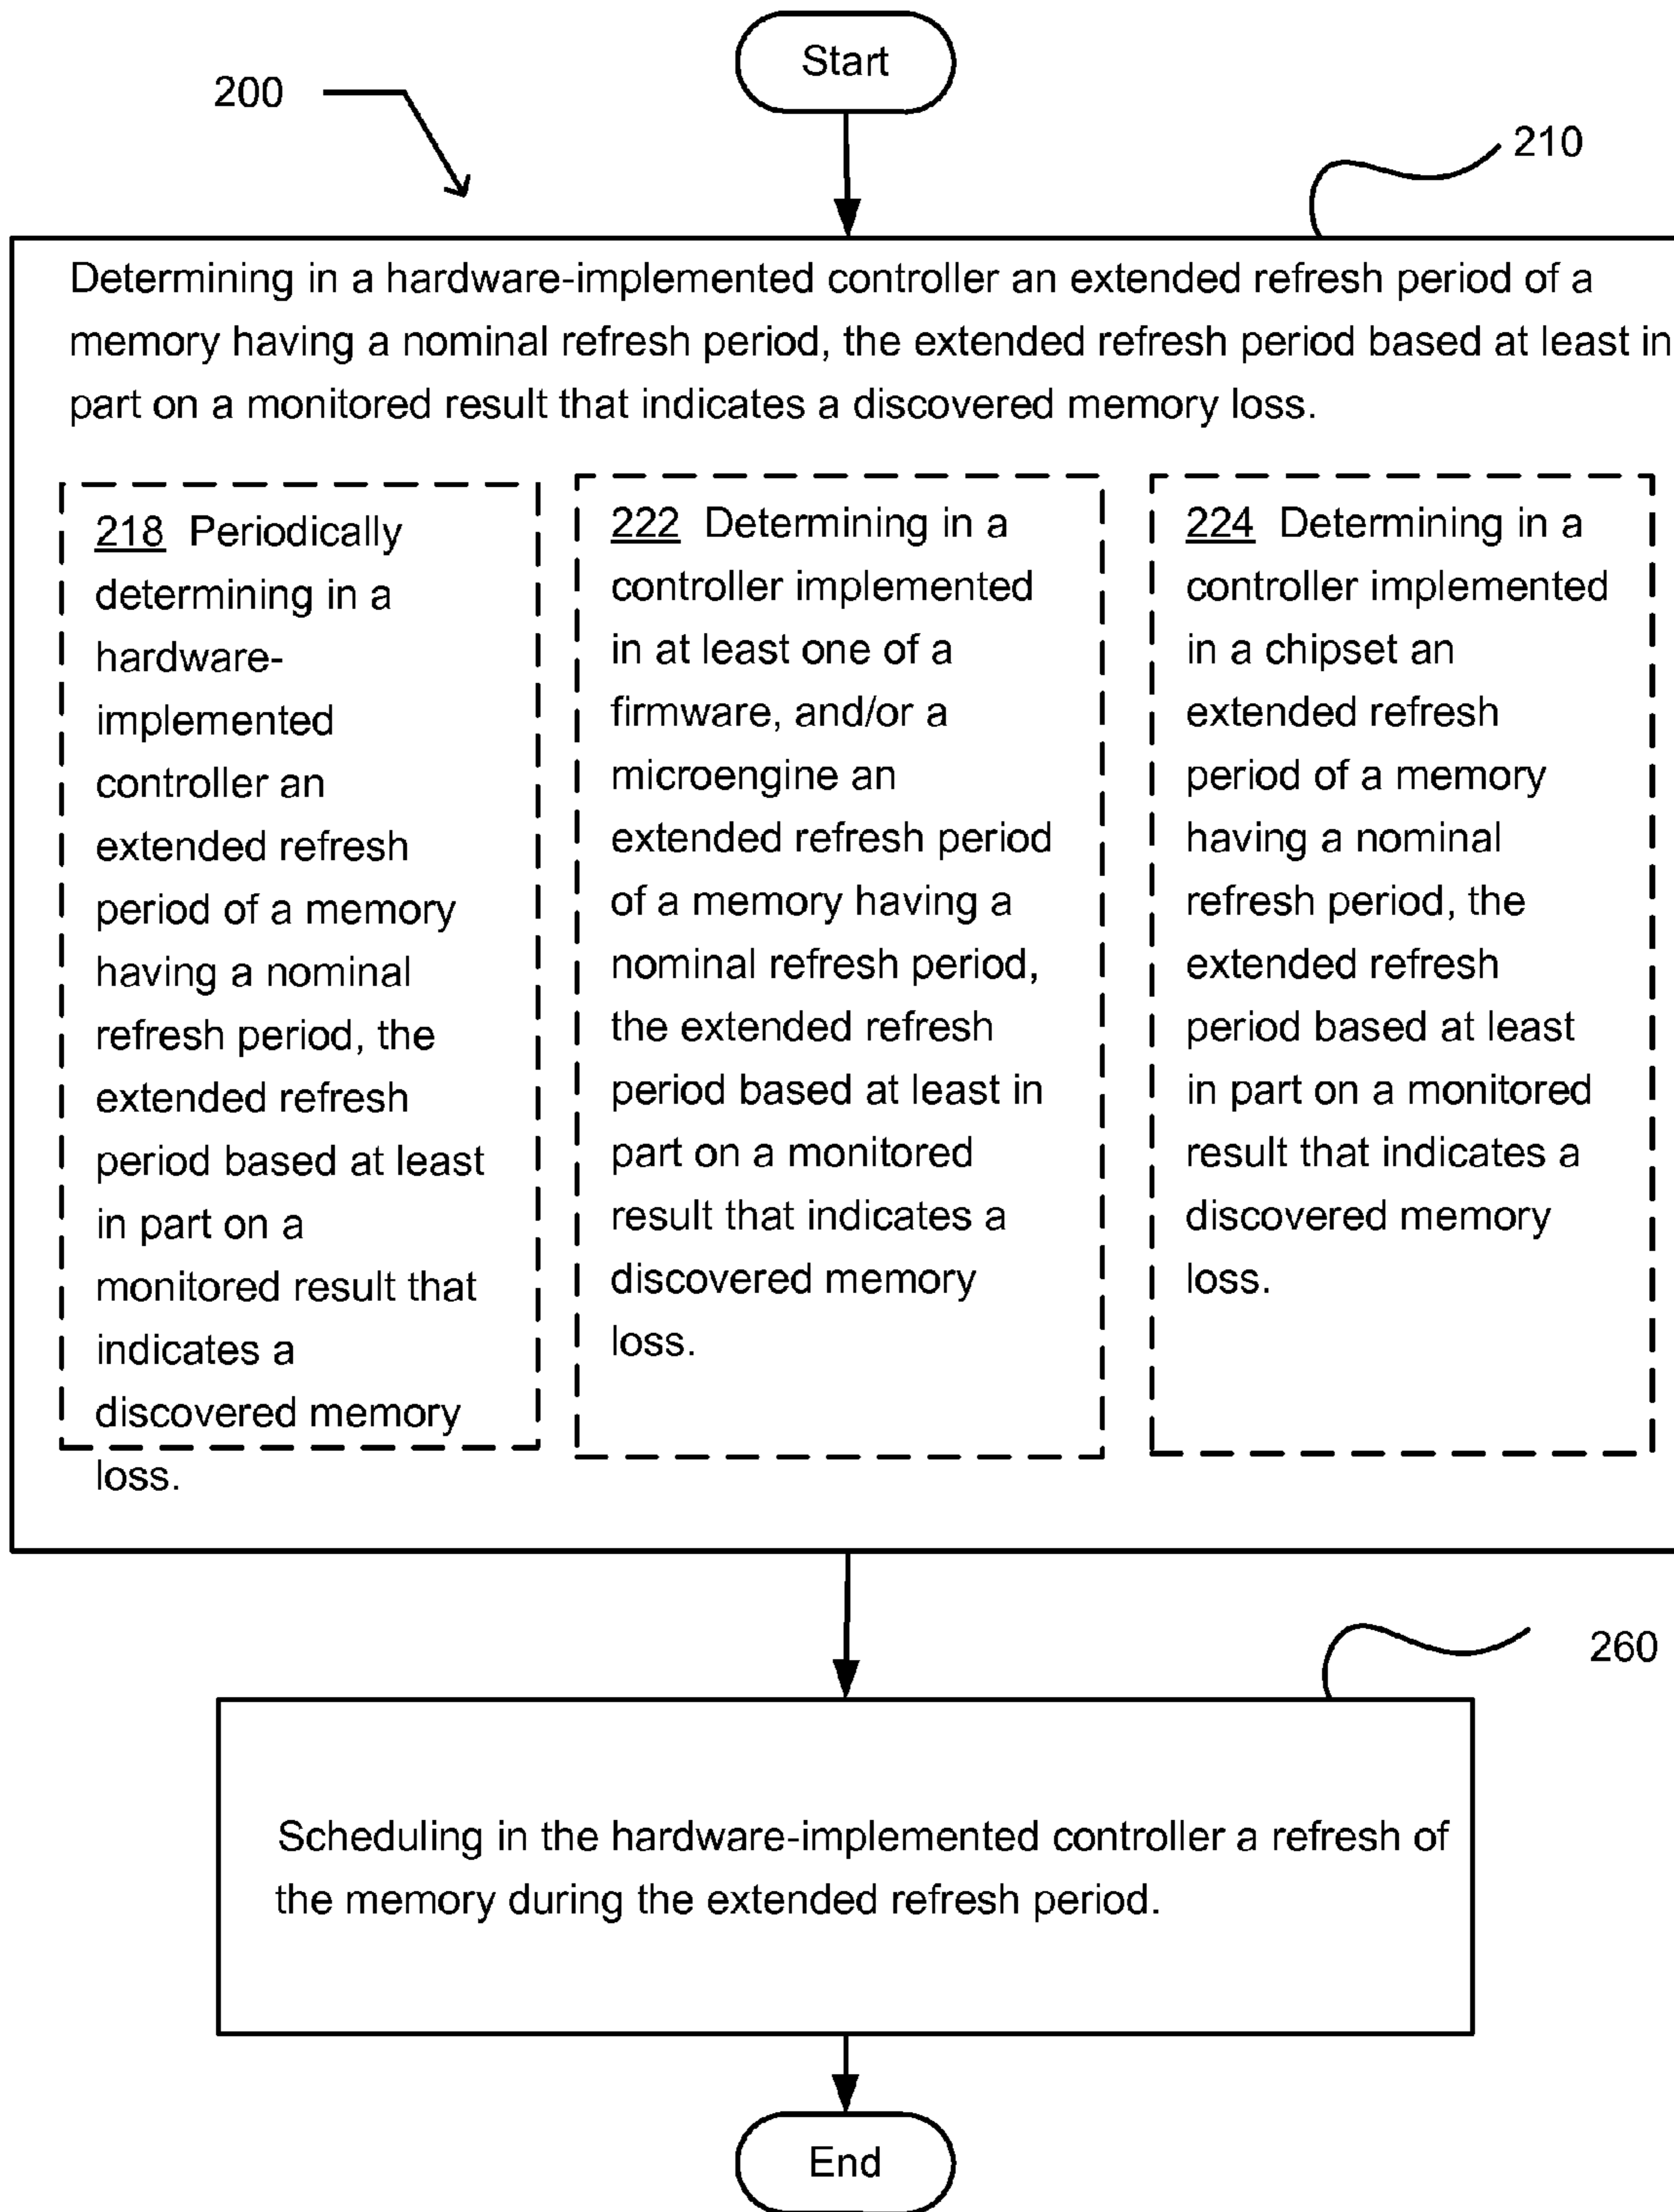 Start
200
210
Determining in a hardware-implemented controller an extended refresh period of a
memory having a nominal refresh period, the extended refresh period based at least in
part on a monitored result that indicates a discovered memory loss.
218 Periodically
determining in a
hardware-
implemented
controller an
extended refresh
period of a memory
having a nominal
refresh period, the
extended refresh
period based at least
in part on a
monitored result that
indicates a
discovered memory
loss.
222 Determining in a
controller implemented
in at least one of a
firmware, and/or a
microengine an
extended refresh period
of a memory having a
nominal refresh period,
the extended refresh
period based at least in
part on a monitored
result that indicates a
discovered memory
loss.
224 Determining in a
controller implemented
in a chipset an
extended refresh
period of a memory
having a nominal
refresh period, the
extended refresh
period based at least
in part on a monitored
result that indicates a
discovered memory
loss.
260
Scheduling in the hardware-implemented controller a refresh of
the memory during the extended refresh period.
End